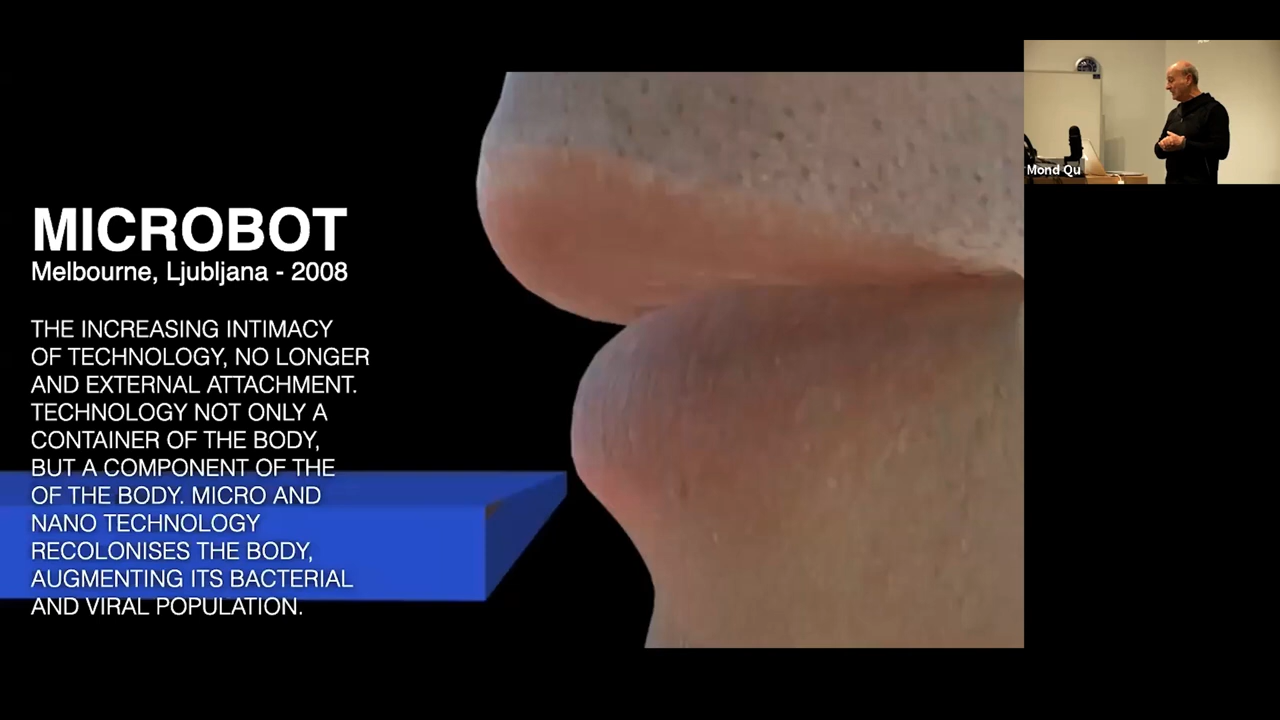 MICROBOT
Melbourne, Ljubljana - 2008
THE INCREASING INTIMACY
OF TECHNOLOGY, NO LONGER
AND EXTERNAL ATTACHMENT.
TECHNOLOGY NOT ONLY A
CONTAINER OF THE BODY,
BUT A COMPONENT OF THE
OF THE BODY. MICRO AND
NANO TECHNOLOGY
RECOLONISES THE BODY,
AUGMENTING ITS BACTERIAL
AND VIRAL POPULATION.
Mond Qu